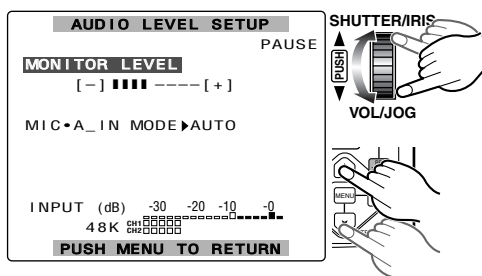 AUDIO LEVEL SETUP
PAUSE
MONITOR LEVEL
[–] ▮▮▮▮ –––– [+]
MIC•A_IN MODE▶AUTO
INPUT (dB) -30 -20 -10 -0
48K CH1
CH2
PUSH MENU TO RETURN
SHUTTER/IRIS
PUSH
VOL/JOG
MENU